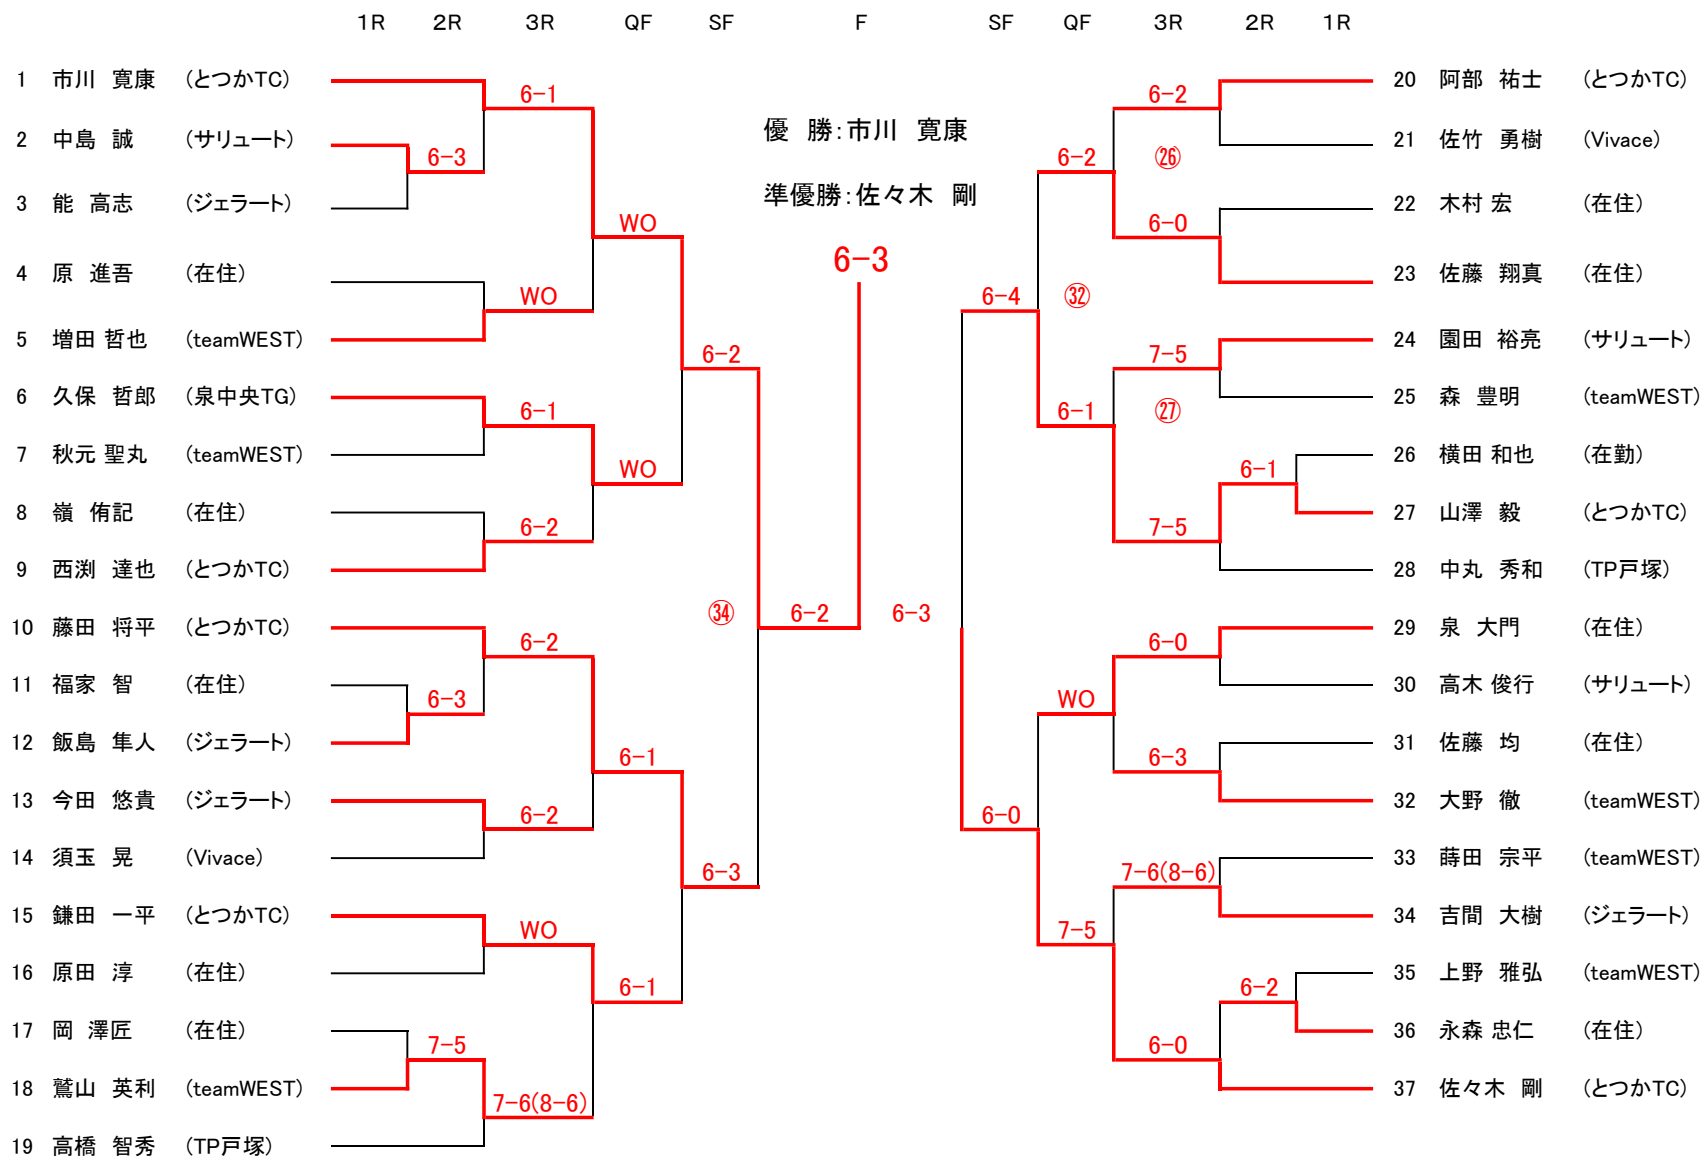 1R 2R 3R QF SF F SF QF 3R 2R 1R
1 市川 寛康 (とつかTC)
2 中島 誠 (サリュート)
3 能 高志 (ジェラート)
4 原 進吾 (在住)
5 増田 哲也 (teamWEST)
6 久保 哲郎 (泉中央TG)
7 秋元 聖丸 (teamWEST)
8 嶺 侑記 (在住)
9 西渕 達也 (とつかTC)
10 藤田 将平 (とつかTC)
11 福家 智 (在住)
12 飯島 隼人 (ジェラート)
13 今田 悠貴 (ジェラート)
14 須玉 晃 (Vivace)
15 鎌田 一平 (とつかTC)
16 原田 淳 (在住)
17 岡 澤匠 (在住)
18 鷲山 英利 (teamWEST)
19 高橋 智秀 (TP戸塚)
6-3
6-3
7-5
6-1
WO
6-1
6-2
6-2
6-2
WO
7-6(8-6)
WO
WO
6-1
6-1
6-2
6-3
㉞
6-2
優 勝:市川 寛康
準優勝:佐々木 剛
6-3
6-3
6-4
6-0
6-2
㉜
6-1
WO
7-5
6-2
㉖
6-0
7-5
㉗
7-5
6-0
6-3
7-6(8-6)
6-0
6-1
6-2
20 阿部 祐士 (とつかTC)
21 佐竹 勇樹 (Vivace)
22 木村 宏 (在住)
23 佐藤 翔真 (在住)
24 園田 裕亮 (サリュート)
25 森 豊明 (teamWEST)
26 横田 和也 (在勤)
27 山澤 毅 (とつかTC)
28 中丸 秀和 (TP戸塚)
29 泉 大門 (在住)
30 高木 俊行 (サリュート)
31 佐藤 均 (在住)
32 大野 徹 (teamWEST)
33 蒔田 宗平 (teamWEST)
34 吉間 大樹 (ジェラート)
35 上野 雅弘 (teamWEST)
36 永森 忠仁 (在住)
37 佐々木 剛 (とつかTC)